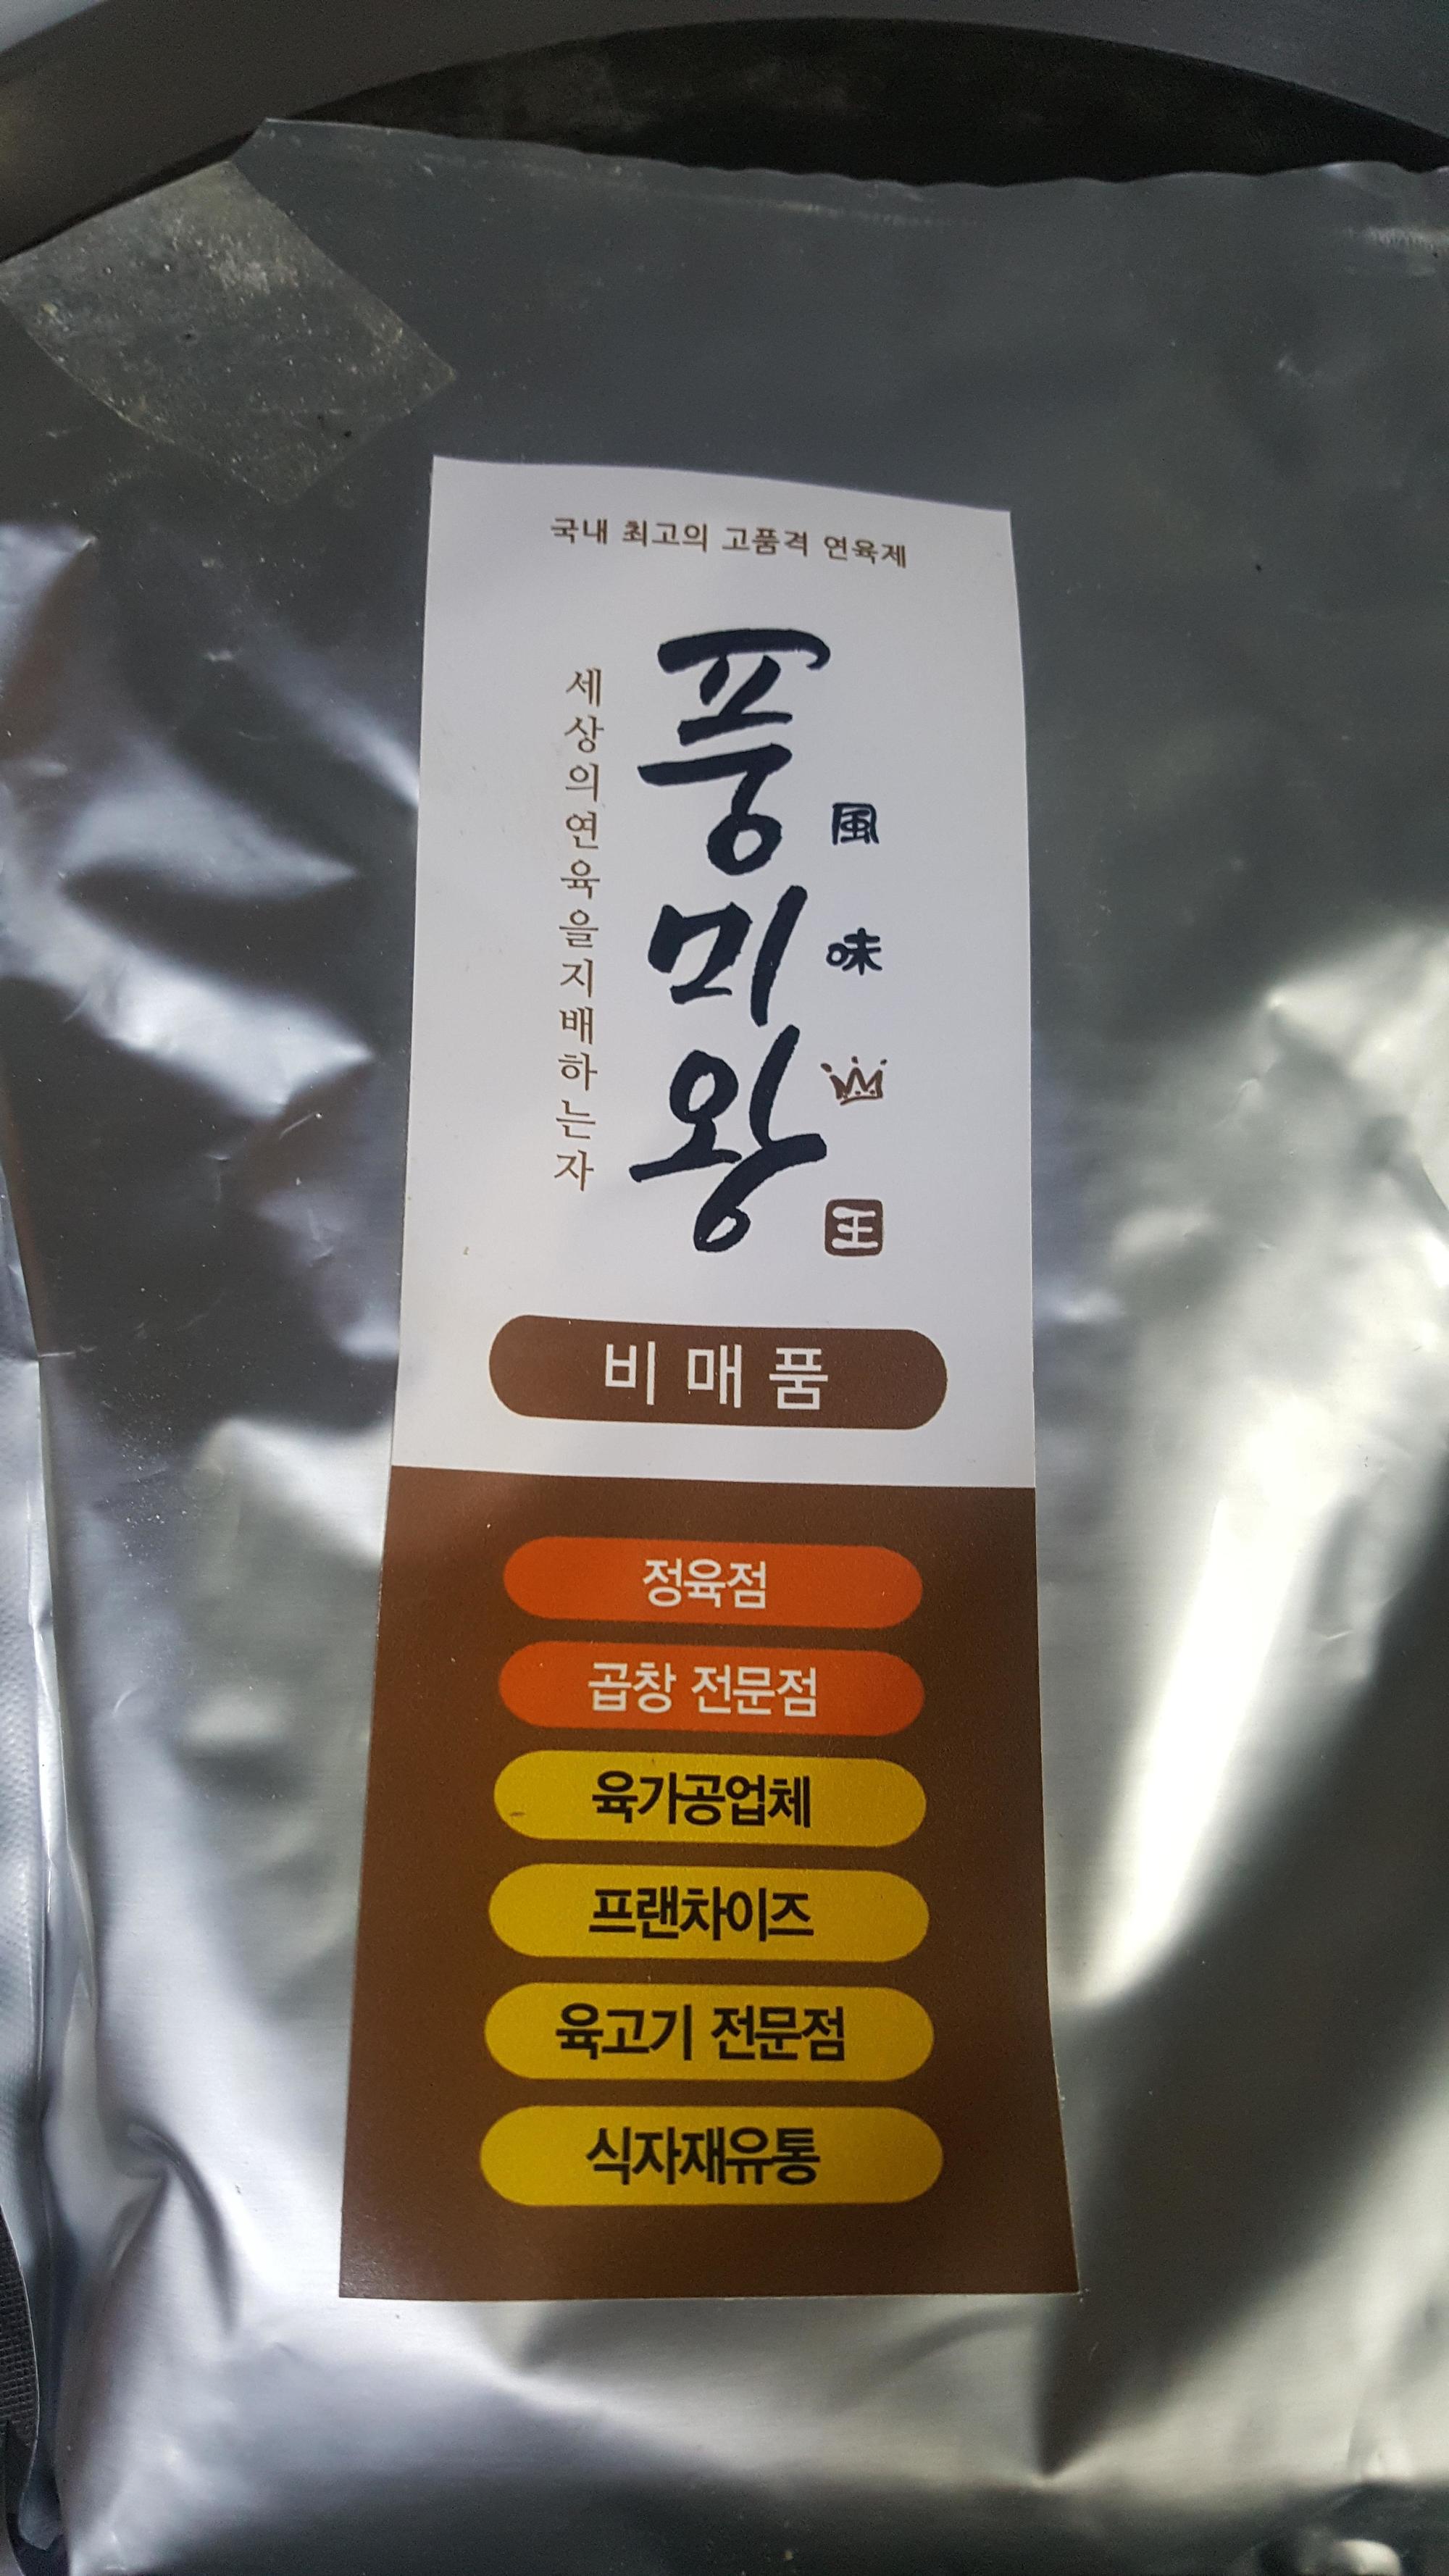 국내 최고의 고품격 연육제
세상의연육을지배하는자
풍미왕
風味
王
비매품
정육점
곱창 전문점
육가공업체
프랜차이즈
육고기 전문점
식자재유통